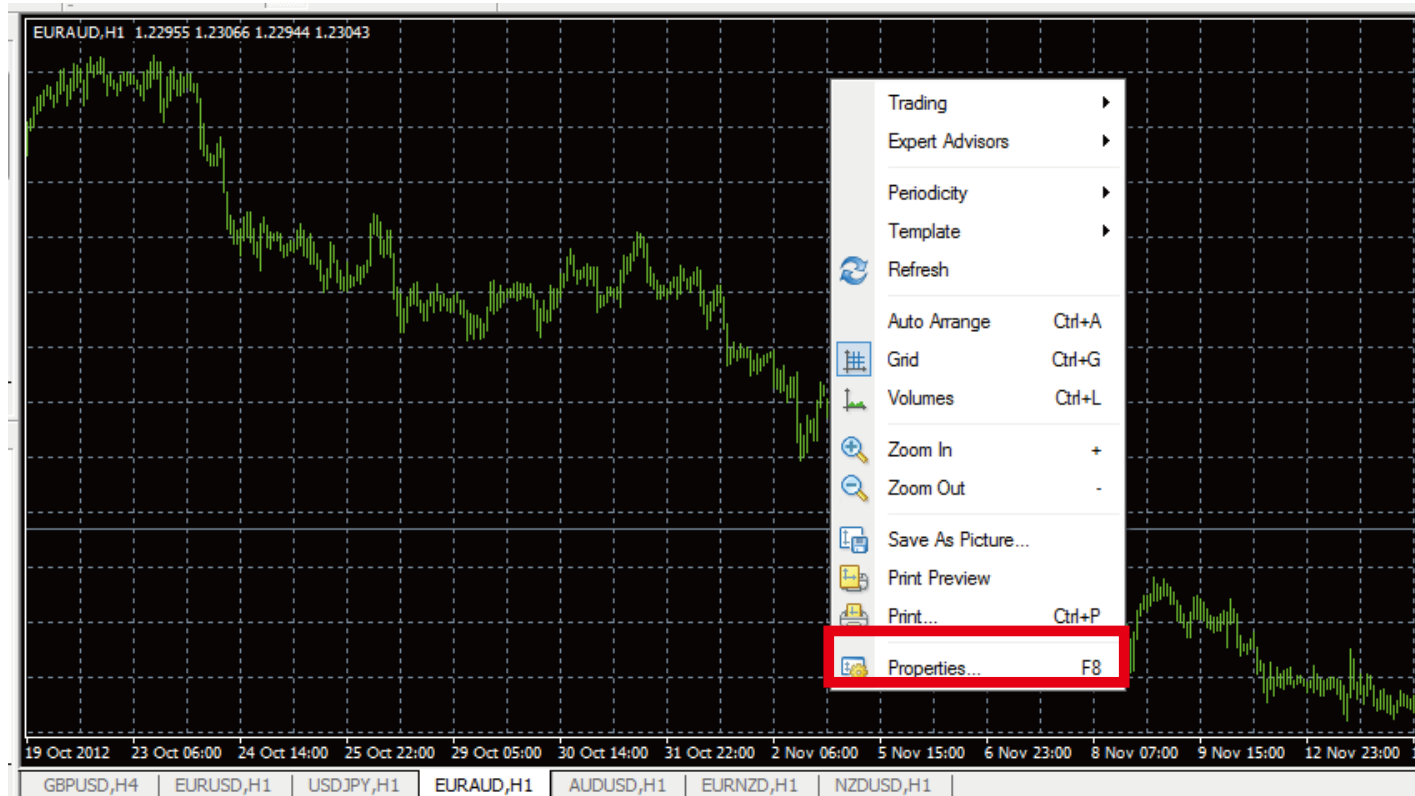 EURAUD,H1 1.22955 1.23066 1.22944 1.23043
Trading
Expert Advisors
Periodicity
Template
Refresh
Auto Arrange Ctrl+A
Grid Ctrl+G
Volumes Ctrl+L
Zoom In +
Zoom Out -
Save As Picture...
Print Preview
Print... Ctrl+P
Properties... F8
19 Oct 2012 23 Oct 06:00 24 Oct 14:00 25 Oct 22:00 29 Oct 05:00 30 Oct 14:00 31 Oct 22:00 2 Nov 06:00 5 Nov 15:00 6 Nov 23:00 8 Nov 07:00 9 Nov 15:00 12 Nov 23:00
GBPUSD,H4 EURUSD,H1 USDJPY,H1 EURAUD,H1 AUDUSD,H1 EURNZD,H1 NZDUSD,H1